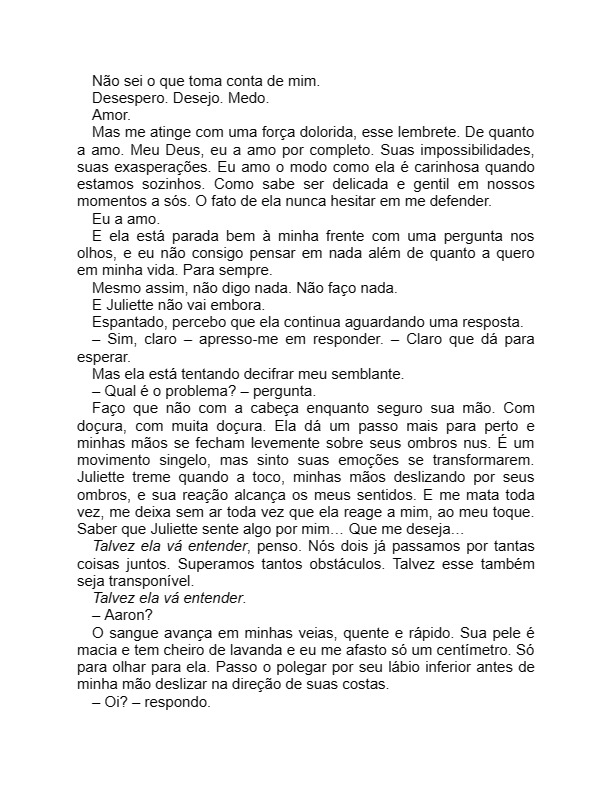 Não sei o que toma conta de mim.
Desespero. Desejo. Medo.
Amor.
Mas me atinge com uma força dolorida, esse lembrete. De quanto
a amo. Meu Deus, eu a amo por completo. Suas impossibilidades,
suas exasperações. Eu amo o modo como ela é carinhosa quando
estamos sozinhos. Como sabe ser delicada e gentil em nossos
momentos a sós. O fato de ela nunca hesitar em me defender.
Eu a amo.
E ela está parada bem à minha frente com uma pergunta nos
olhos, e eu não consigo pensar em nada além de quanto a quero
em minha vida. Para sempre.
Mesmo assim, não digo nada. Não faço nada.
E Juliette não vai embora.
Espantado, percebo que ela continua aguardando uma resposta.
– Sim, claro – apresso-me em responder. – Claro que dá para
esperar.
Mas ela está tentando decifrar meu semblante.
– Qual é o problema? – pergunta.
Faço que não com a cabeça enquanto seguro sua mão. Com
doçura, com muita doçura. Ela dá um passo mais para perto e
minhas mãos se fecham levemente sobre seus ombros nus. É um
movimento singelo, mas sinto suas emoções se transformarem.
Juliette treme quando a toco, minhas mãos deslizando por seus
ombros, e sua reação alcança os meus sentidos. E me mata toda
vez, me deixa sem ar toda vez que ela reage a mim, ao meu toque.
Saber que Juliette sente algo por mim… Que me deseja…
Talvez ela vá entender, penso. Nós dois já passamos por tantas
coisas juntos. Superamos tantos obstáculos. Talvez esse também
seja transponível.
Talvez ela vá entender.
– Aaron?
O sangue avança em minhas veias, quente e rápido. Sua pele é
macia e tem cheiro de lavanda e eu me afasto só um centímetro. Só
para olhar para ela. Passo o polegar por seu lábio inferior antes de
minha mão deslizar na direção de suas costas.
– Oi? – respondo.